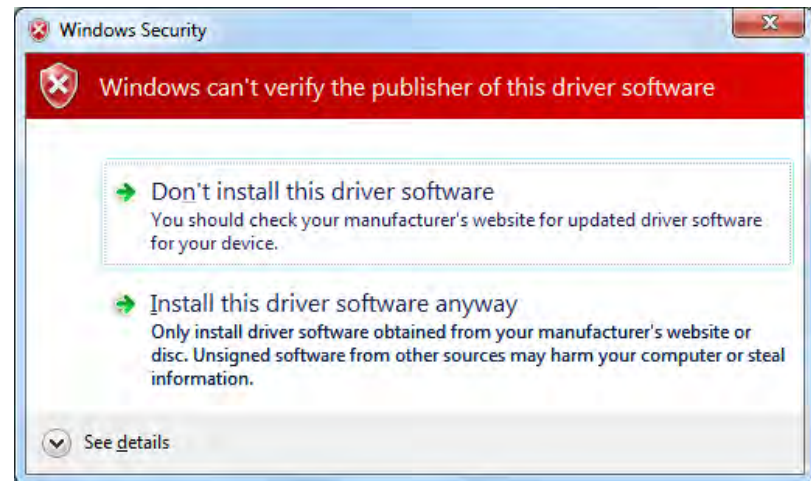 Windows Security
Windows can't verify the publisher of this driver software
Don't install this driver software
You should check your manufacturer's website for updated driver software
for your device.
Install this driver software anyway
Only install driver software obtained from your manufacturer's website or
disc. Unsigned software from other sources may harm your computer or steal
information.
See details